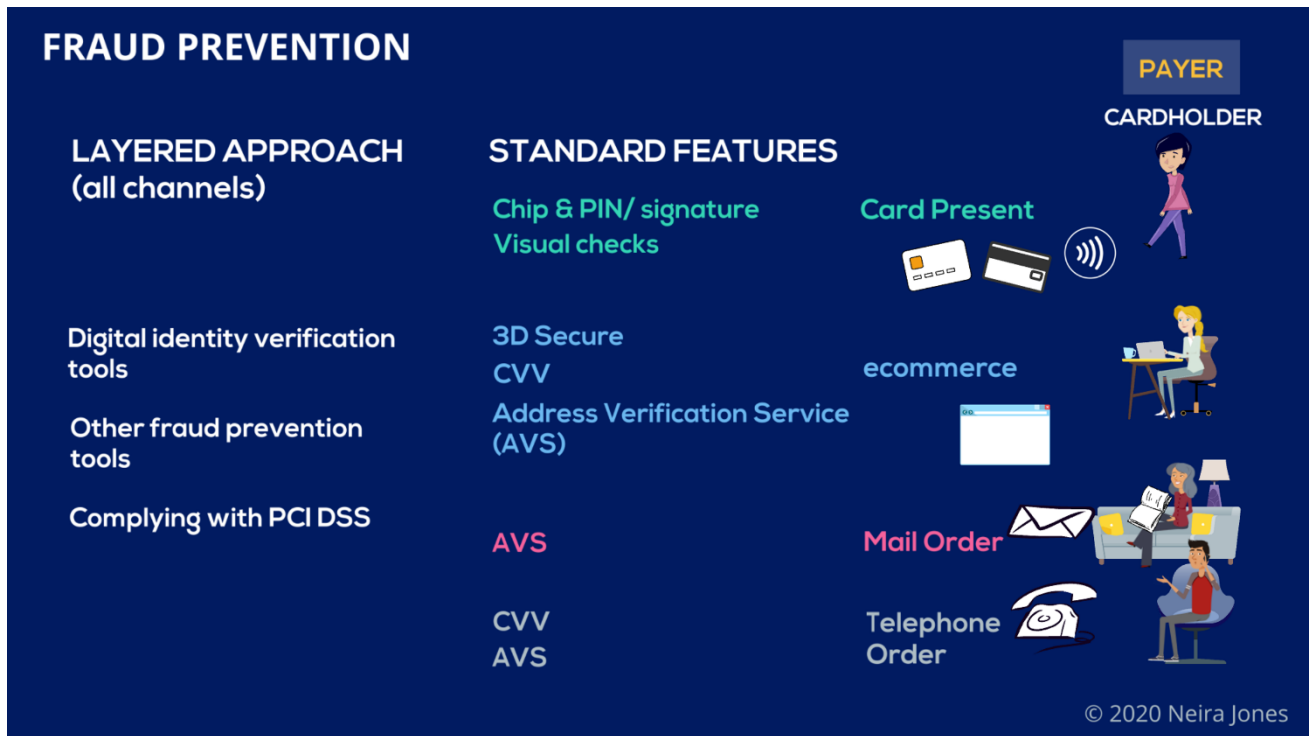 FRAUD PREVENTION
PAYER
CARDHOLDER
LAYERED APPROACH
(all channels)
STANDARD FEATURES
Chip & PIN/ signature
Visual checks
Card Present
Digital identity verification
tools
Other fraud prevention
tools
Complying with PCI DSS
3D Secure
CVV
Address Verification Service
(AVS)
ecommerce
AVS
Mail Order
CVV
AVS
Telephone
Order
© 2020 Neira Jones